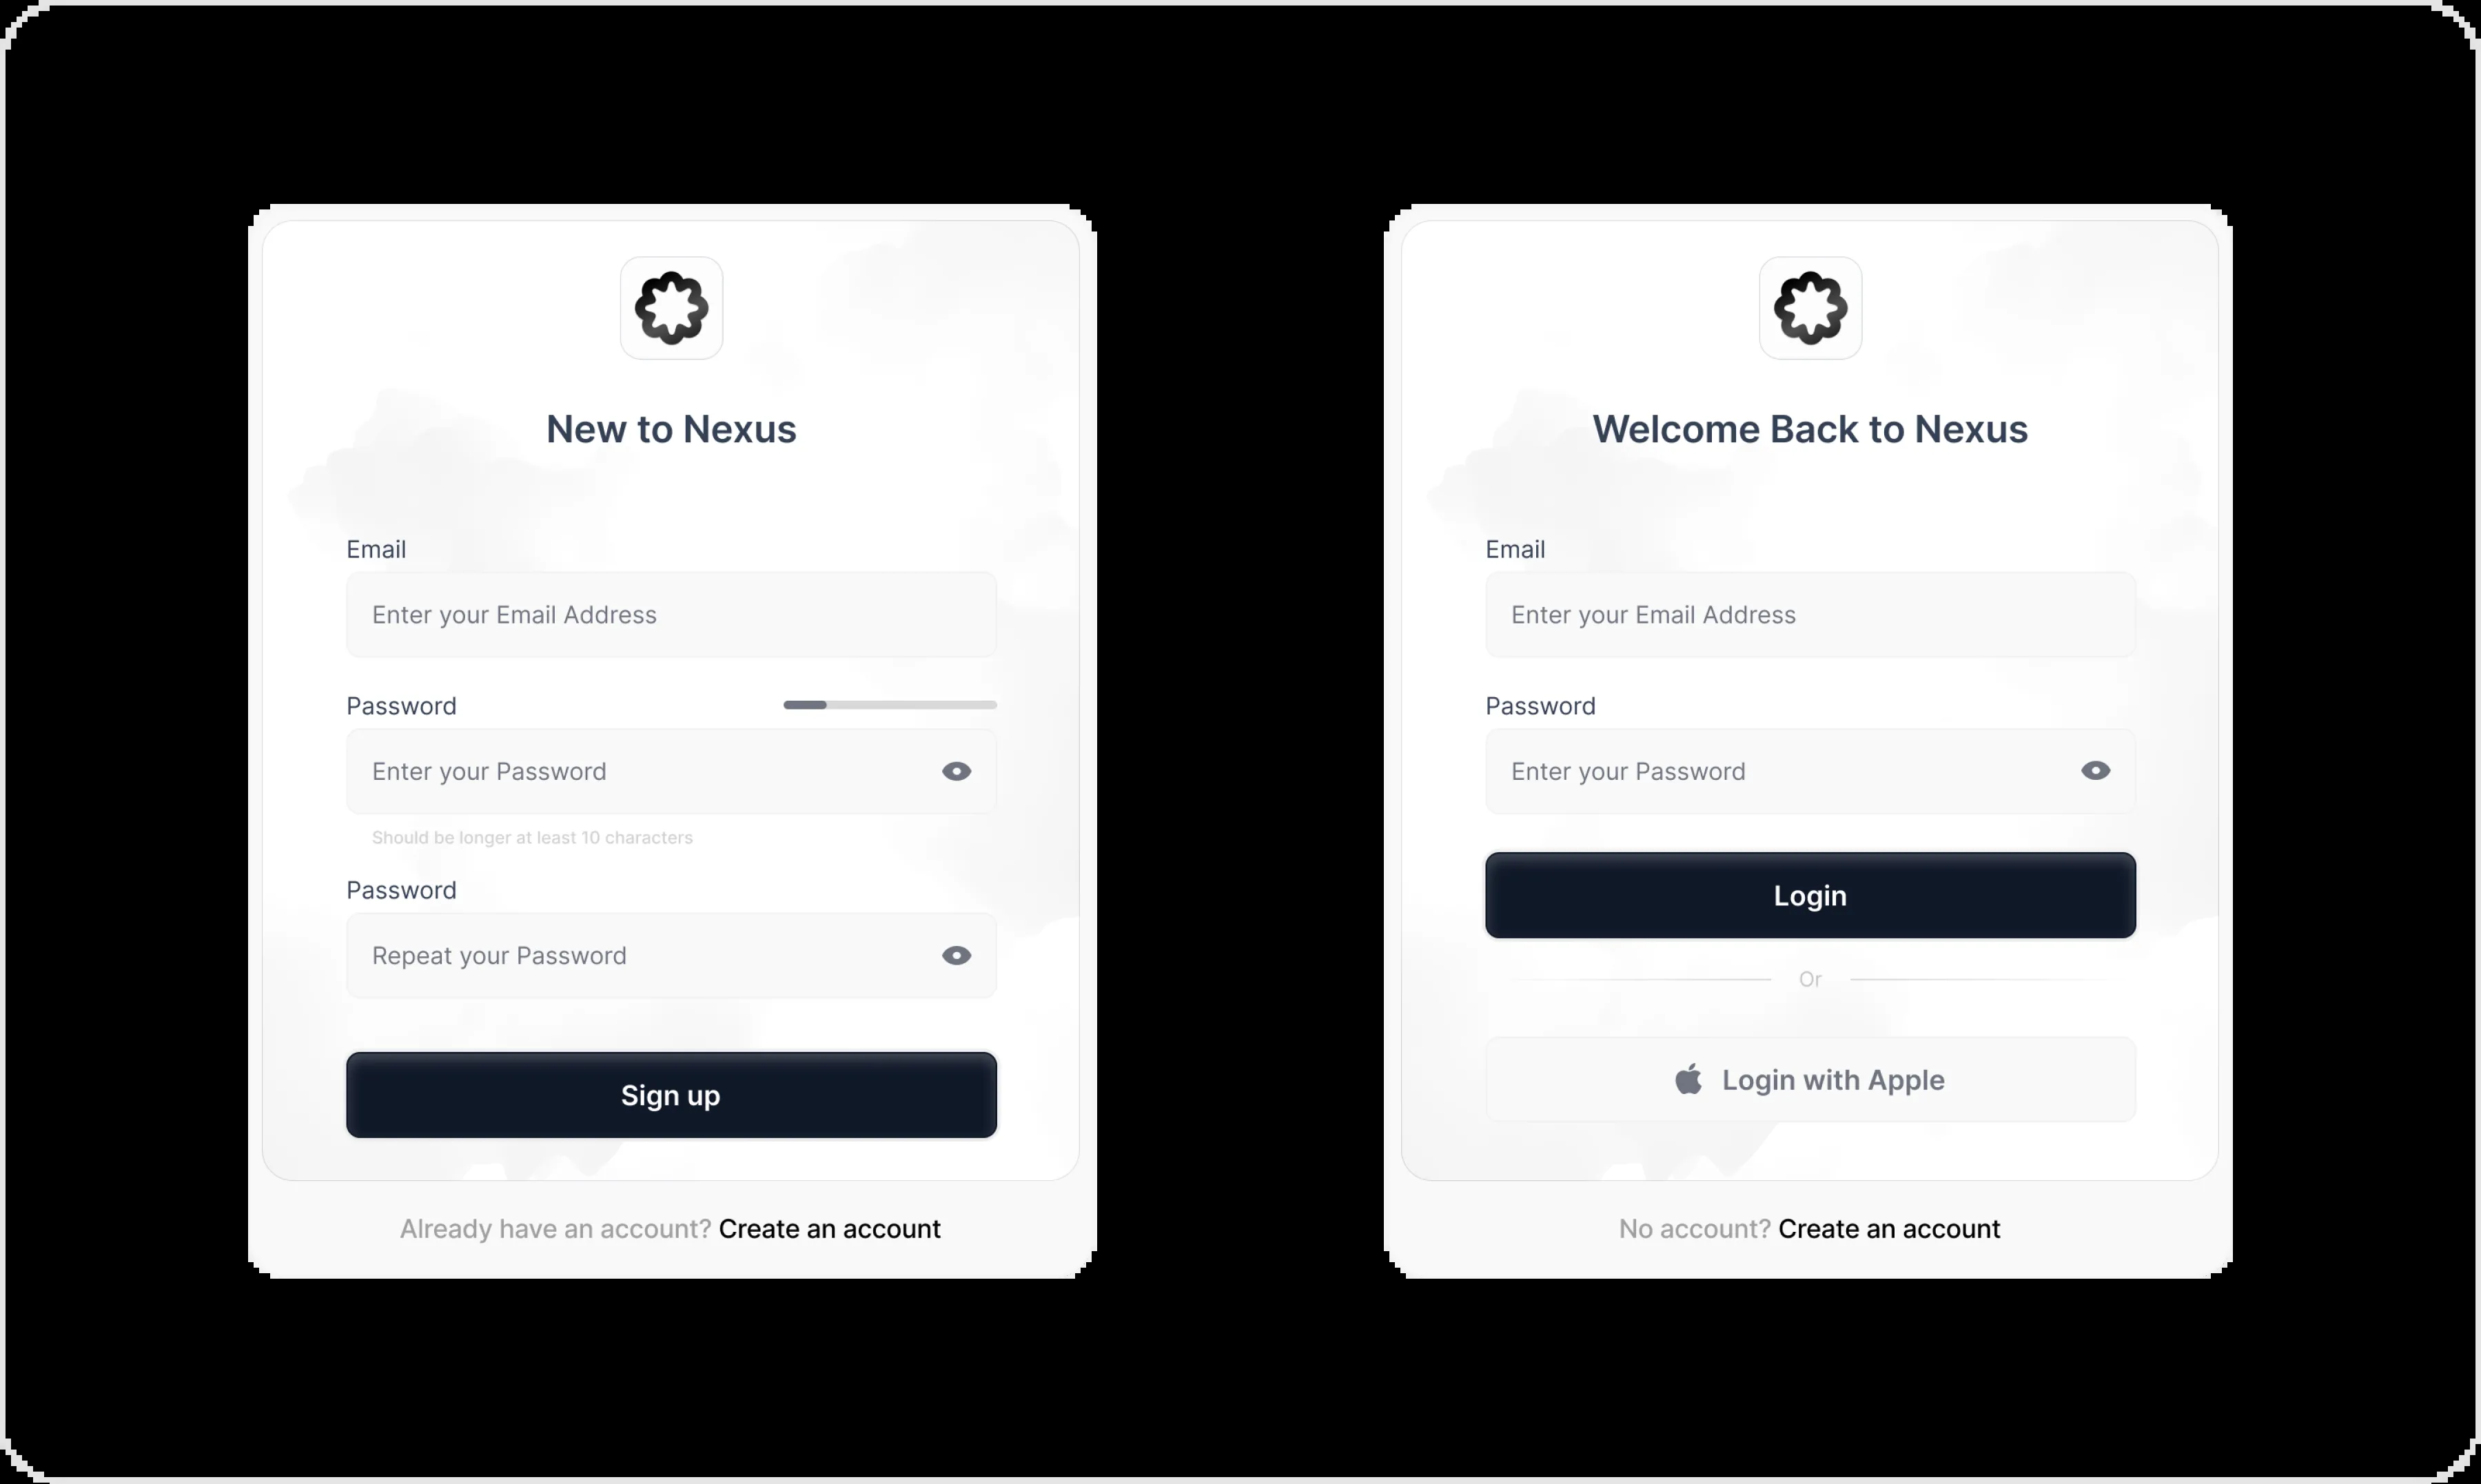 New to Nexus
Email
Enter your Email Address
Password
Enter your Password
Should be longer at least 10 characters
Password
Repeat your Password
Sign up
Already have an account? Create an account
Welcome Back to Nexus
Email
Enter your Email Address
Password
Enter your Password
Login
Or
Login with Apple
No account? Create an account